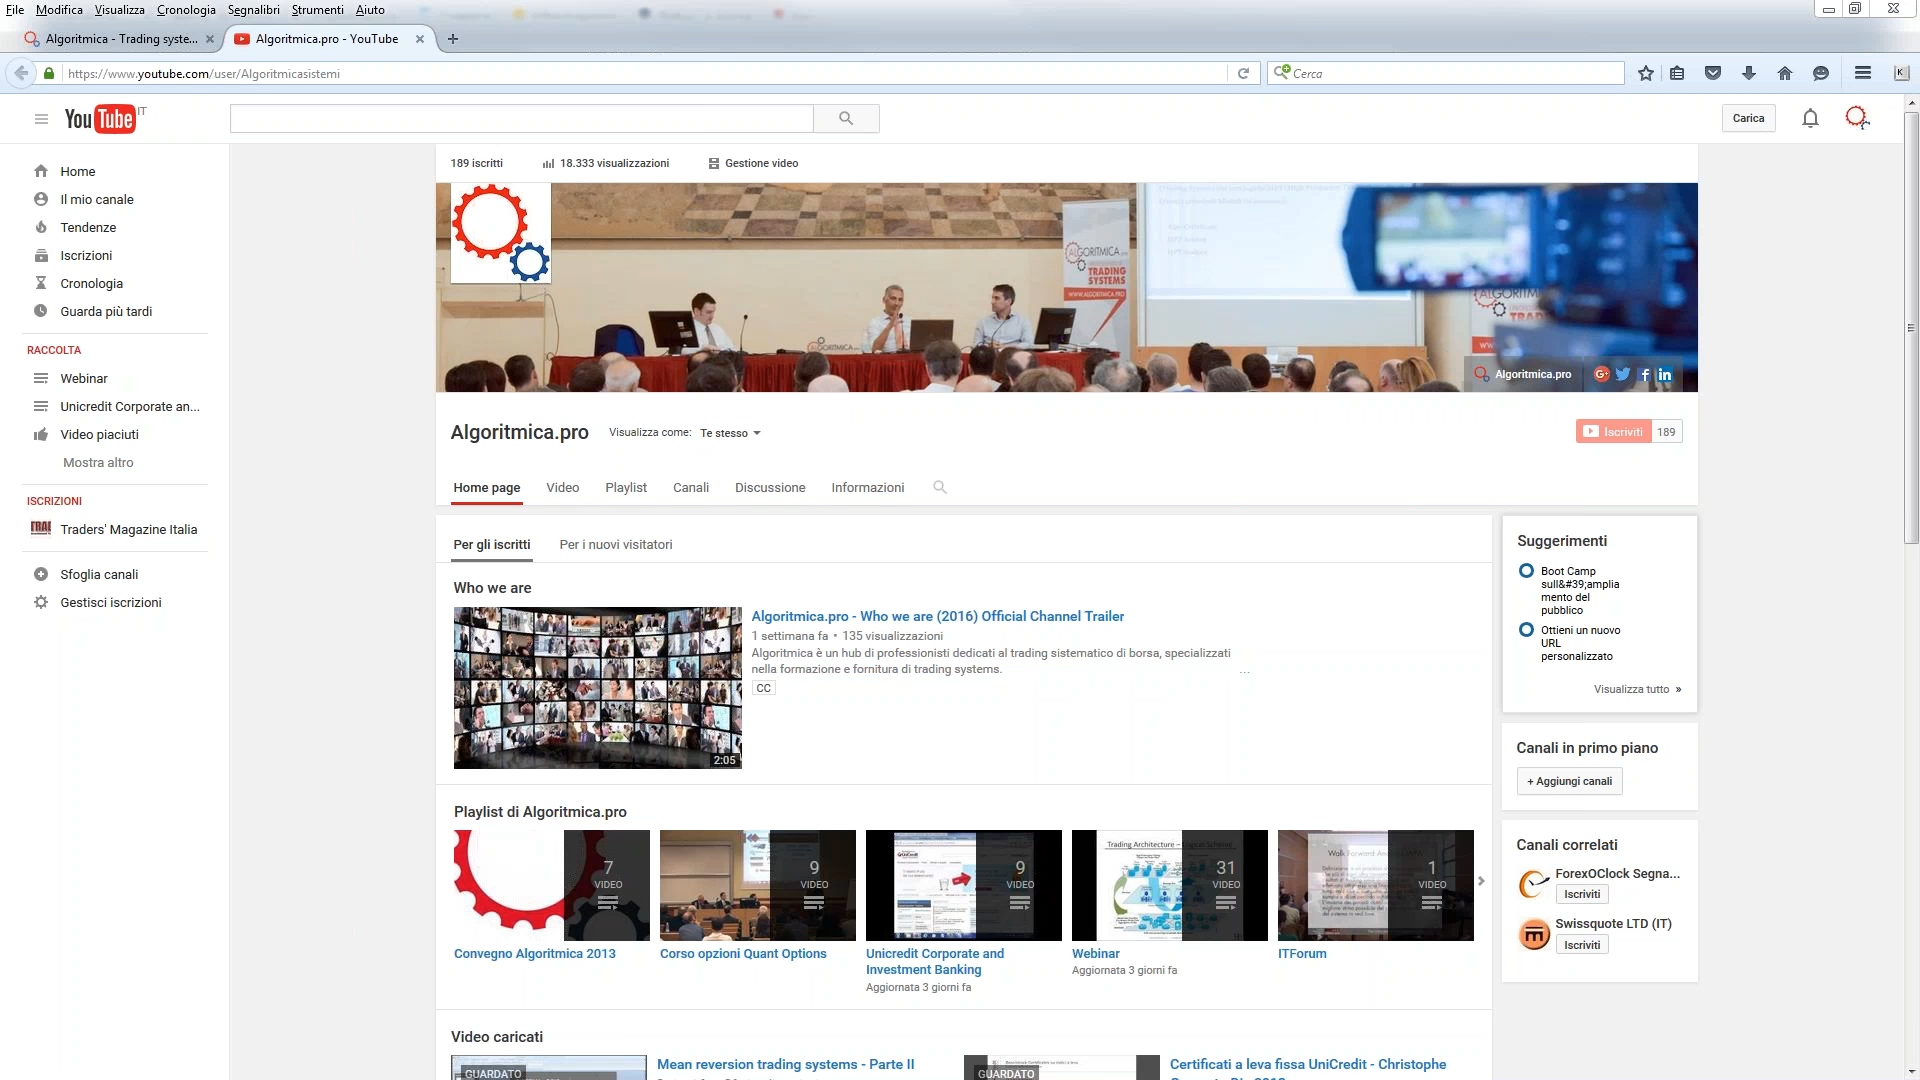 File Modifica Visualizza Cronologia Segnalibri Strumenti Aiuto
Algoritmica - Trading syste...
Algoritmica.pro - YouTube
https://www.youtube.com/user/Algoritmicasistemi
Cerca
YouTube IT
Carica
Home
Il mio canale
Tendenze
Iscrizioni
Cronologia
Guarda più tardi
RACCOLTA
Webinar
Unicredit Corporate an...
Video piaciuti
Mostra altro
ISCRIZIONI
Traders' Magazine Italia
Sfoglia canali
Gestisci iscrizioni
189 iscritti
18.333 visualizzazioni
Gestione video
ALGORITMICA
TRADING
SYSTEMS
WWW.ALGORITMICA.PRO
Algoritmica.pro
Algoritmica.pro
Visualizza come: Te stesso
Iscriviti 189
Home page Video Playlist Canali Discussione Informazioni
Per gli iscritti Per i nuovi visitatori
Who we are
2:05
Algoritmica.pro - Who we are (2016) Official Channel Trailer
1 settimana fa • 135 visualizzazioni
Algoritmica è un hub di professionisti dedicati al trading sistematico di borsa, specializzati
nella formazione e fornitura di trading systems.
...
CC
Playlist di Algoritmica.pro
7 VIDEO
Convegno Algoritmica 2013
9 VIDEO
Corso opzioni Quant Options
9 VIDEO
Unicredit Corporate and
Investment Banking
Aggiornata 3 giorni fa
Trading Architecture –
31 VIDEO
Webinar
Aggiornata 3 giorni fa
1 VIDEO
ITForum
Video caricati
GUARDATO
Mean reversion trading systems - Parte II
GUARDATO
Certificati a leva fissa UniCredit - Christophe
Suggerimenti
Boot Camp
sull&#39;amplia
mento del
pubblico
Ottieni un nuovo
URL
personalizzato
Visualizza tutto »
Canali in primo piano
+ Aggiungi canali
Canali correlati
ForexOClock Segna...
Iscriviti
Swissquote LTD (IT)
Iscriviti